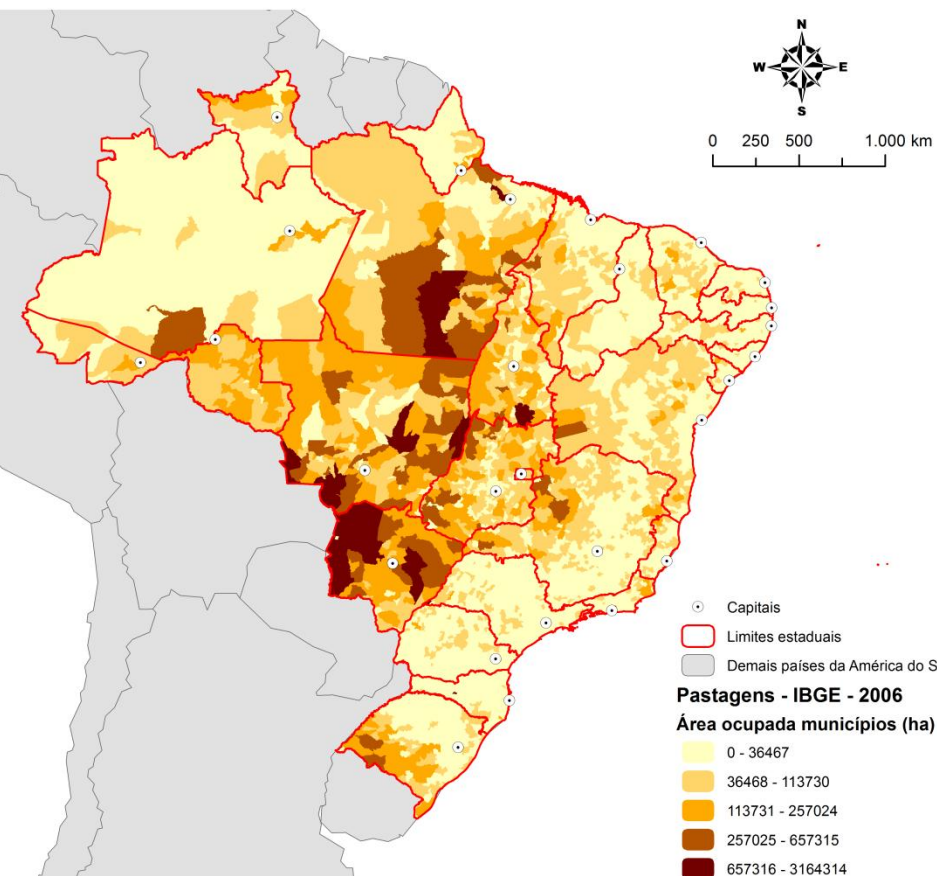 N
W E
S
0 250 500 1.000 km
Capitais
Limites estaduais
Demais países da América do S
Pastagens - IBGE - 2006
Área ocupada municípios (ha)
0 - 36467
36468 - 113730
113731 - 257024
257025 - 657315
657316 - 3164314